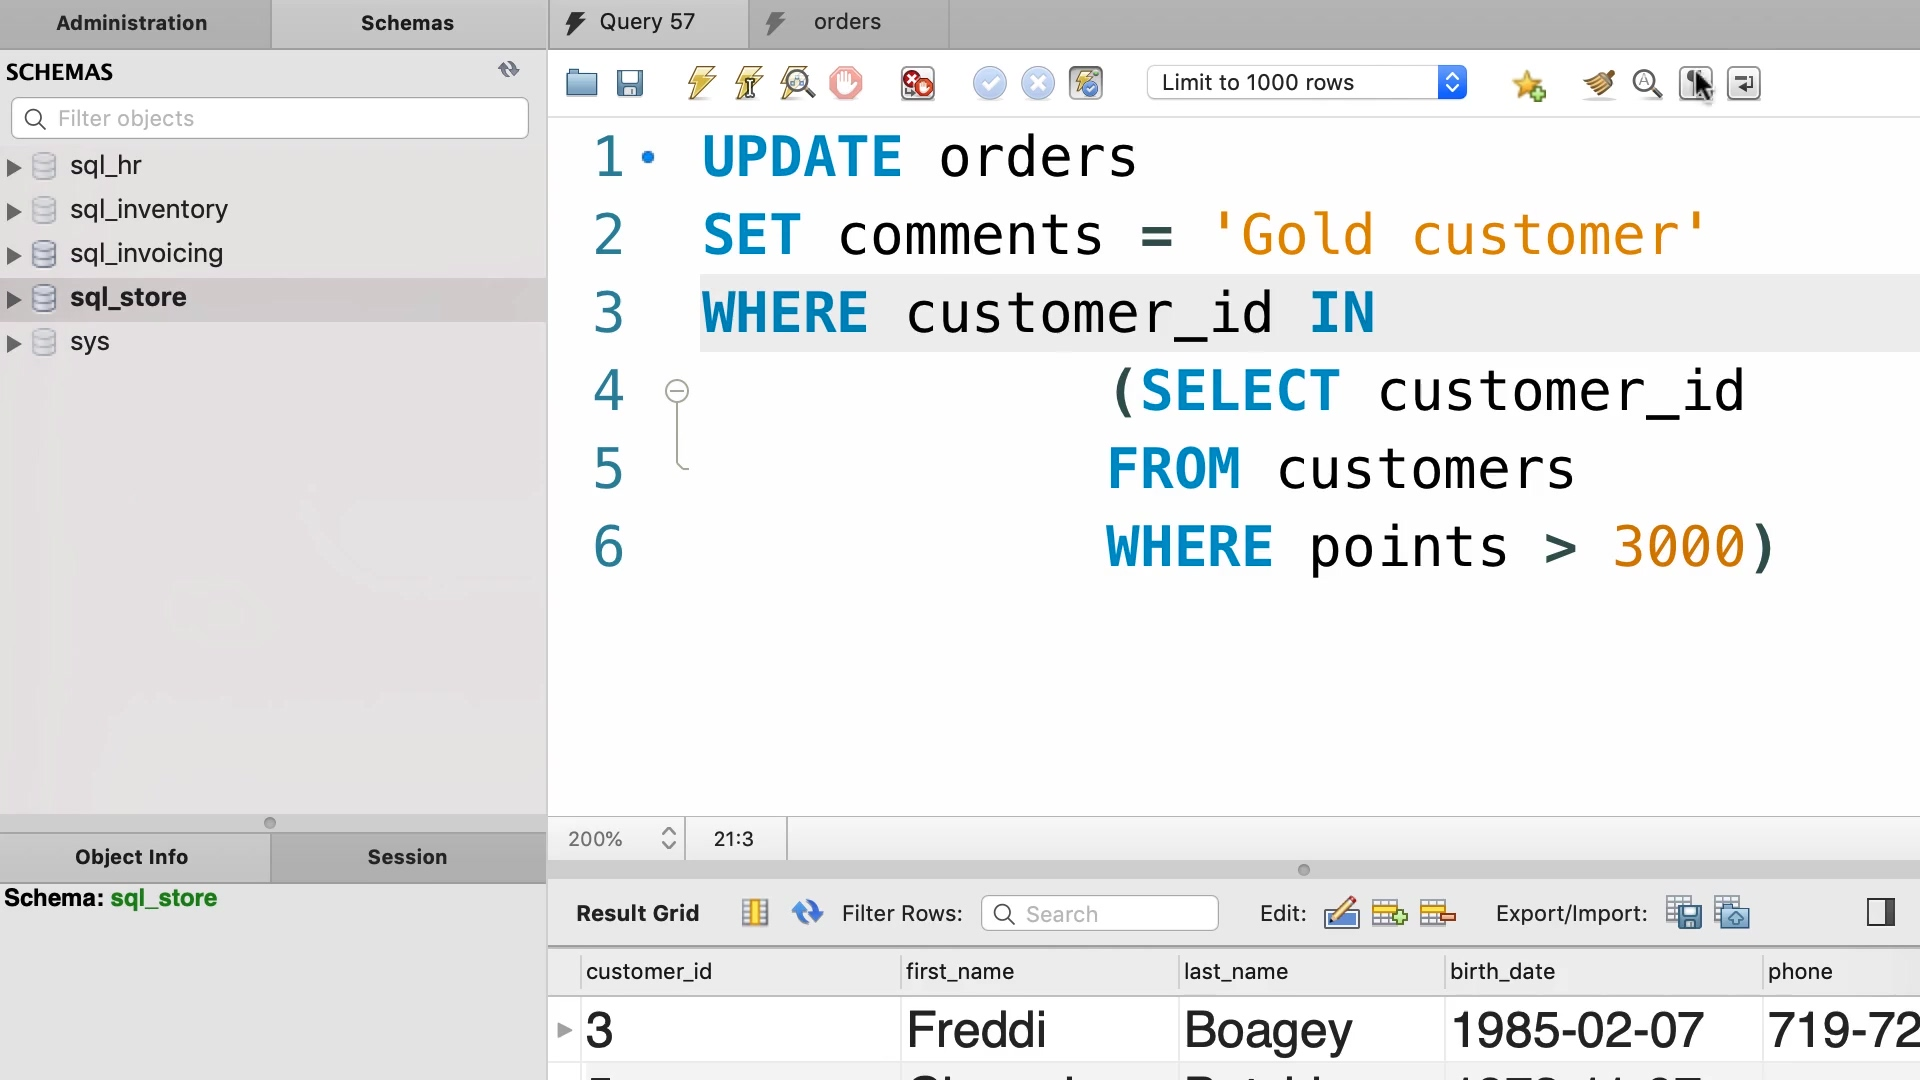 Administration
Schemas
Query 57
orders
SCHEMAS
Filter objects
sql_hr
sql_inventory
sql_invoicing
sql_store
sys
Limit to 1000 rows
1 UPDATE orders
2 SET comments = 'Gold customer'
3 WHERE customer_id IN
4 (SELECT customer_id
5 FROM customers
6 WHERE points > 3000)
200%
21:3
Object Info
Session
Schema: sql_store
Result Grid
Filter Rows:
Search
Edit:
Export/Import:
customer_id first_name last_name birth_date phone
3 Freddi Boagey 1985-02-07 719-72